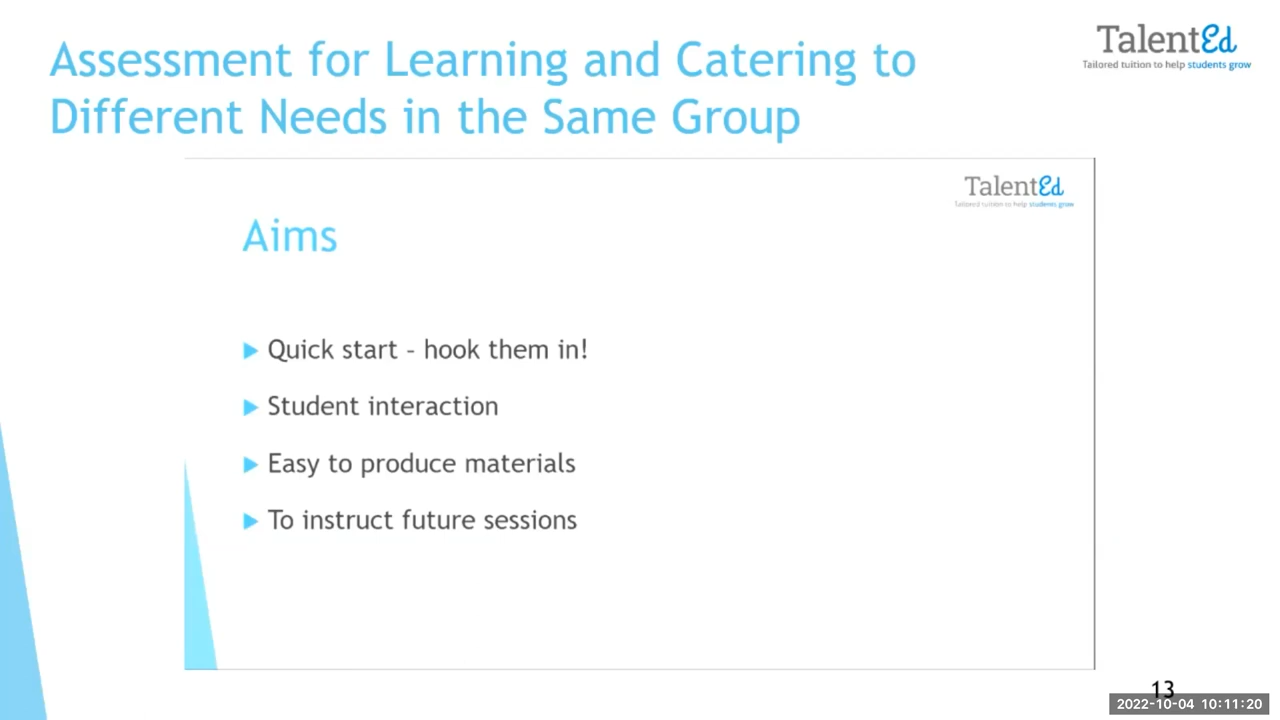 Assessment for Learning and Catering to
Different Needs in the Same Group
TalentEd
Tailored tuition to help students grow
TalentEd
Tailored tuition to help students grow
Aims
Quick start – hook them in!
Student interaction
Easy to produce materials
To instruct future sessions
13
2022-10-04 10:11:20